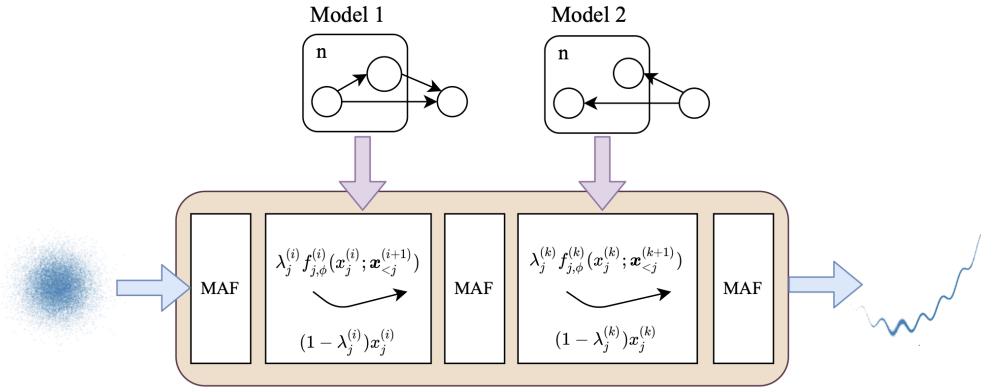 Model 1
Model 2
n
n
MAF
λ_j^{(i)} f_{j,ϕ}^{(i)}(x_j^{(i)}; 𝒙_{<j}^{(i+1)})
(1 − λ_j^{(i)})x_j^{(i)}
MAF
λ_j^{(k)} f_{j,ϕ}^{(k)}(x_j^{(k)}; 𝒙_{<j}^{(k+1)})
(1 − λ_j^{(k)})x_j^{(k)}
MAF